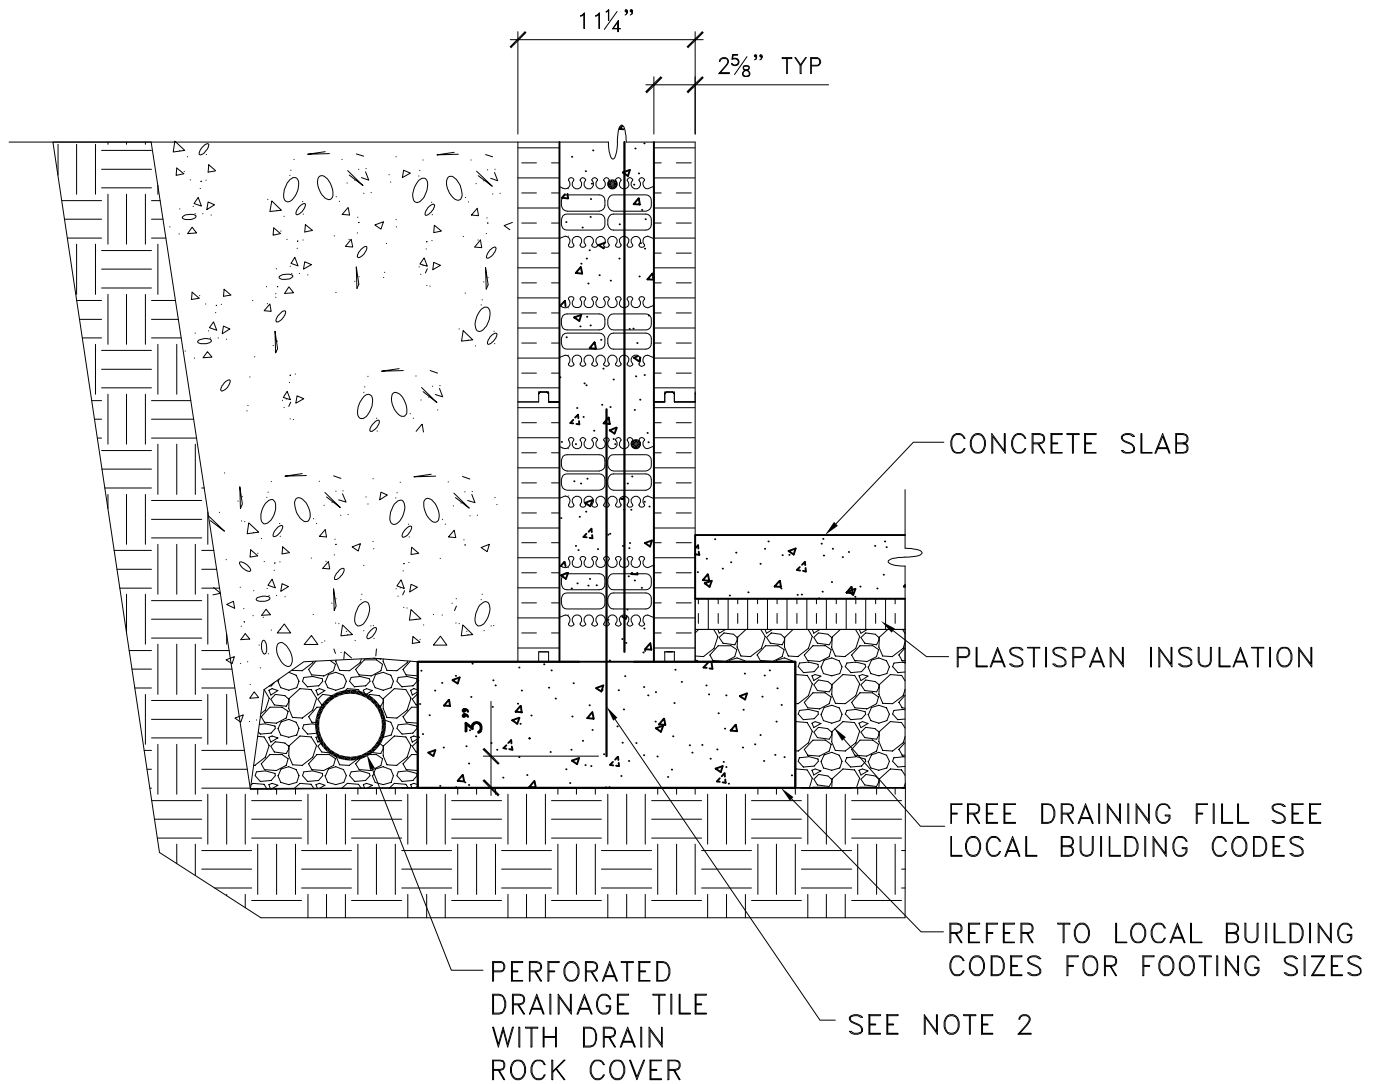 11¼”
2⅝” TYP
CONCRETE SLAB
PLASTISPAN INSULATION
3”
FREE DRAINING FILL SEE
LOCAL BUILDING CODES
REFER TO LOCAL BUILDING
CODES FOR FOOTING SIZES
PERFORATED
DRAINAGE TILE
WITH DRAIN
ROCK COVER
SEE NOTE 2